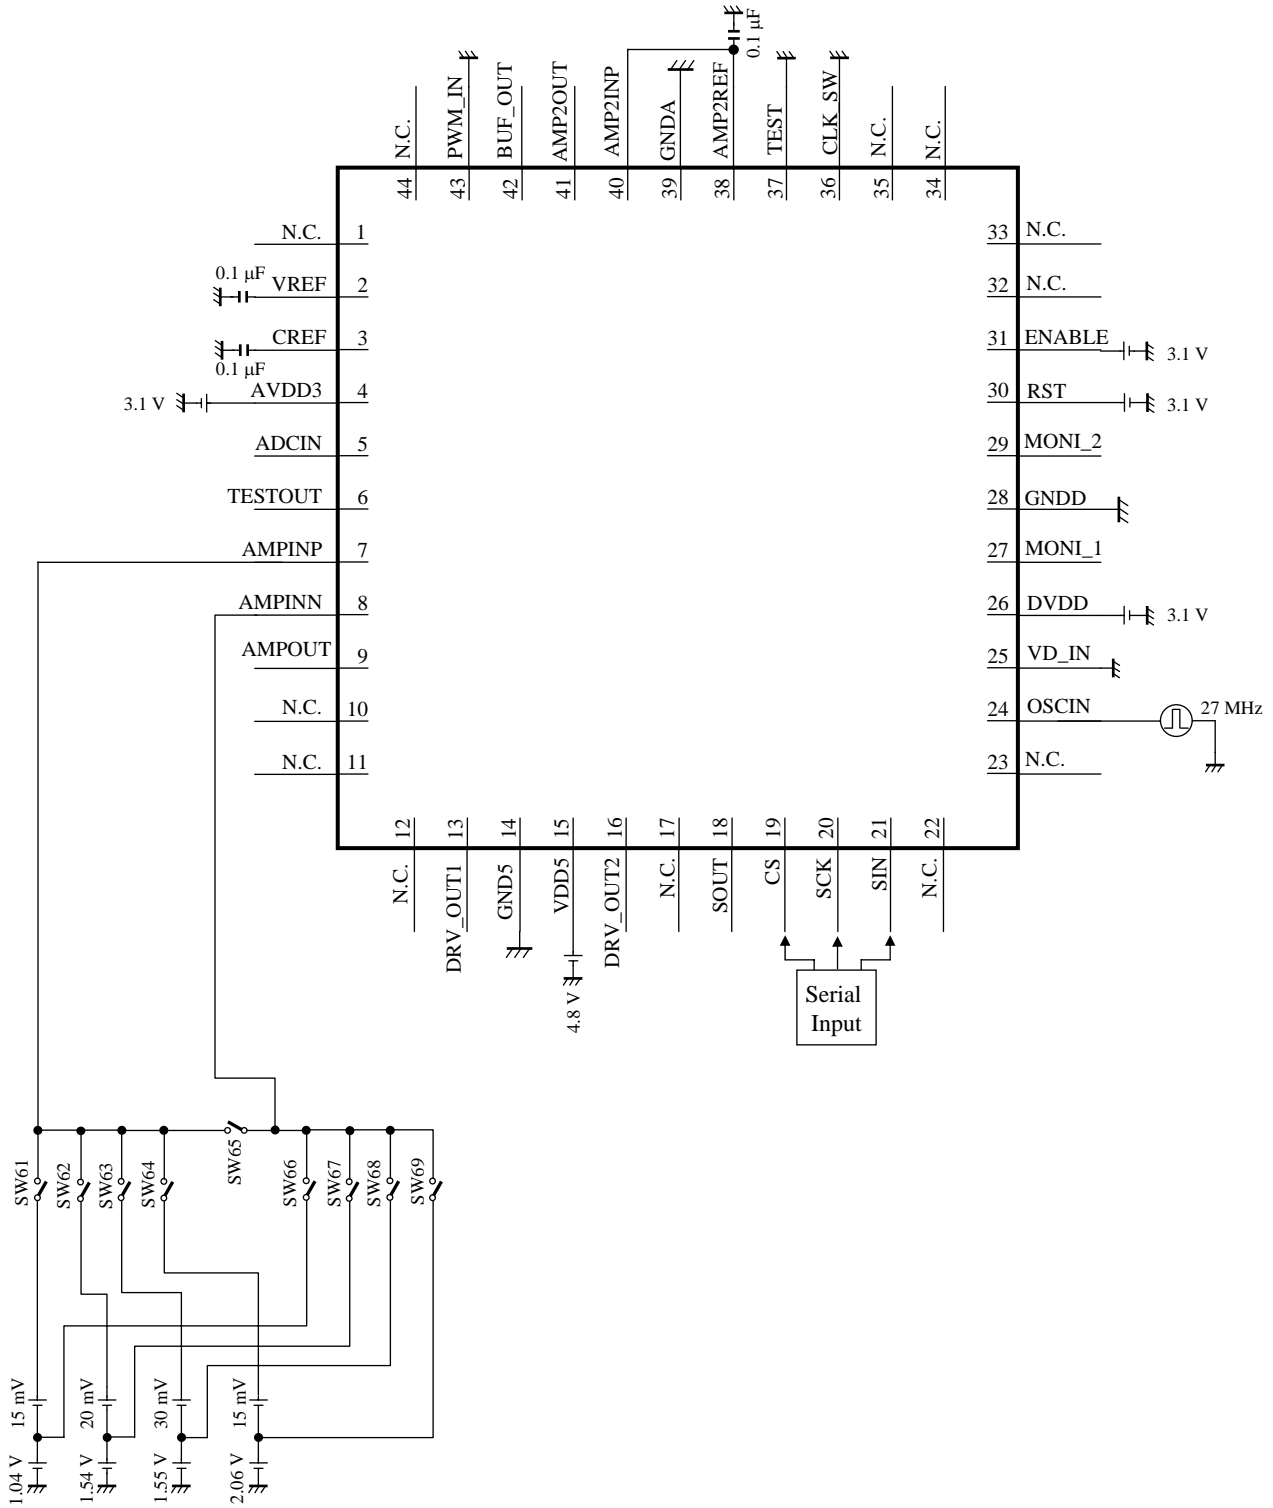 0.1 µF
N.C.
PWM_IN
BUF_OUT
AMP2OUT
AMP2INP
GNDA
AMP2REF
TEST
CLK_SW
N.C.
N.C.
44
43
42
41
40
39
38
37
36
35
34
N.C. 1
0.1 µF
VREF 2
CREF 3
0.1 µF
3.1 V
AVDD3 4
ADCIN 5
TESTOUT 6
AMPINP 7
AMPINN 8
AMPOUT 9
N.C. 10
N.C. 11
33 N.C.
32 N.C.
31 ENABLE
3.1 V
30 RST
3.1 V
29 MONI_2
28 GNDD
27 MONI_1
26 DVDD
3.1 V
25 VD_IN
24 OSCIN
27 MHz
23 N.C.
12
13
14
15
16
17
18
19
20
21
22
N.C.
DRV_OUT1
GND5
VDD5
DRV_OUT2
N.C.
SOUT
CS
SCK
SIN
N.C.
4.8 V
Serial
Input
SW61
SW62
SW63
SW64
SW65
SW66
SW67
SW68
SW69
15 mV
20 mV
30 mV
15 mV
1.04 V
1.54 V
1.55 V
2.06 V